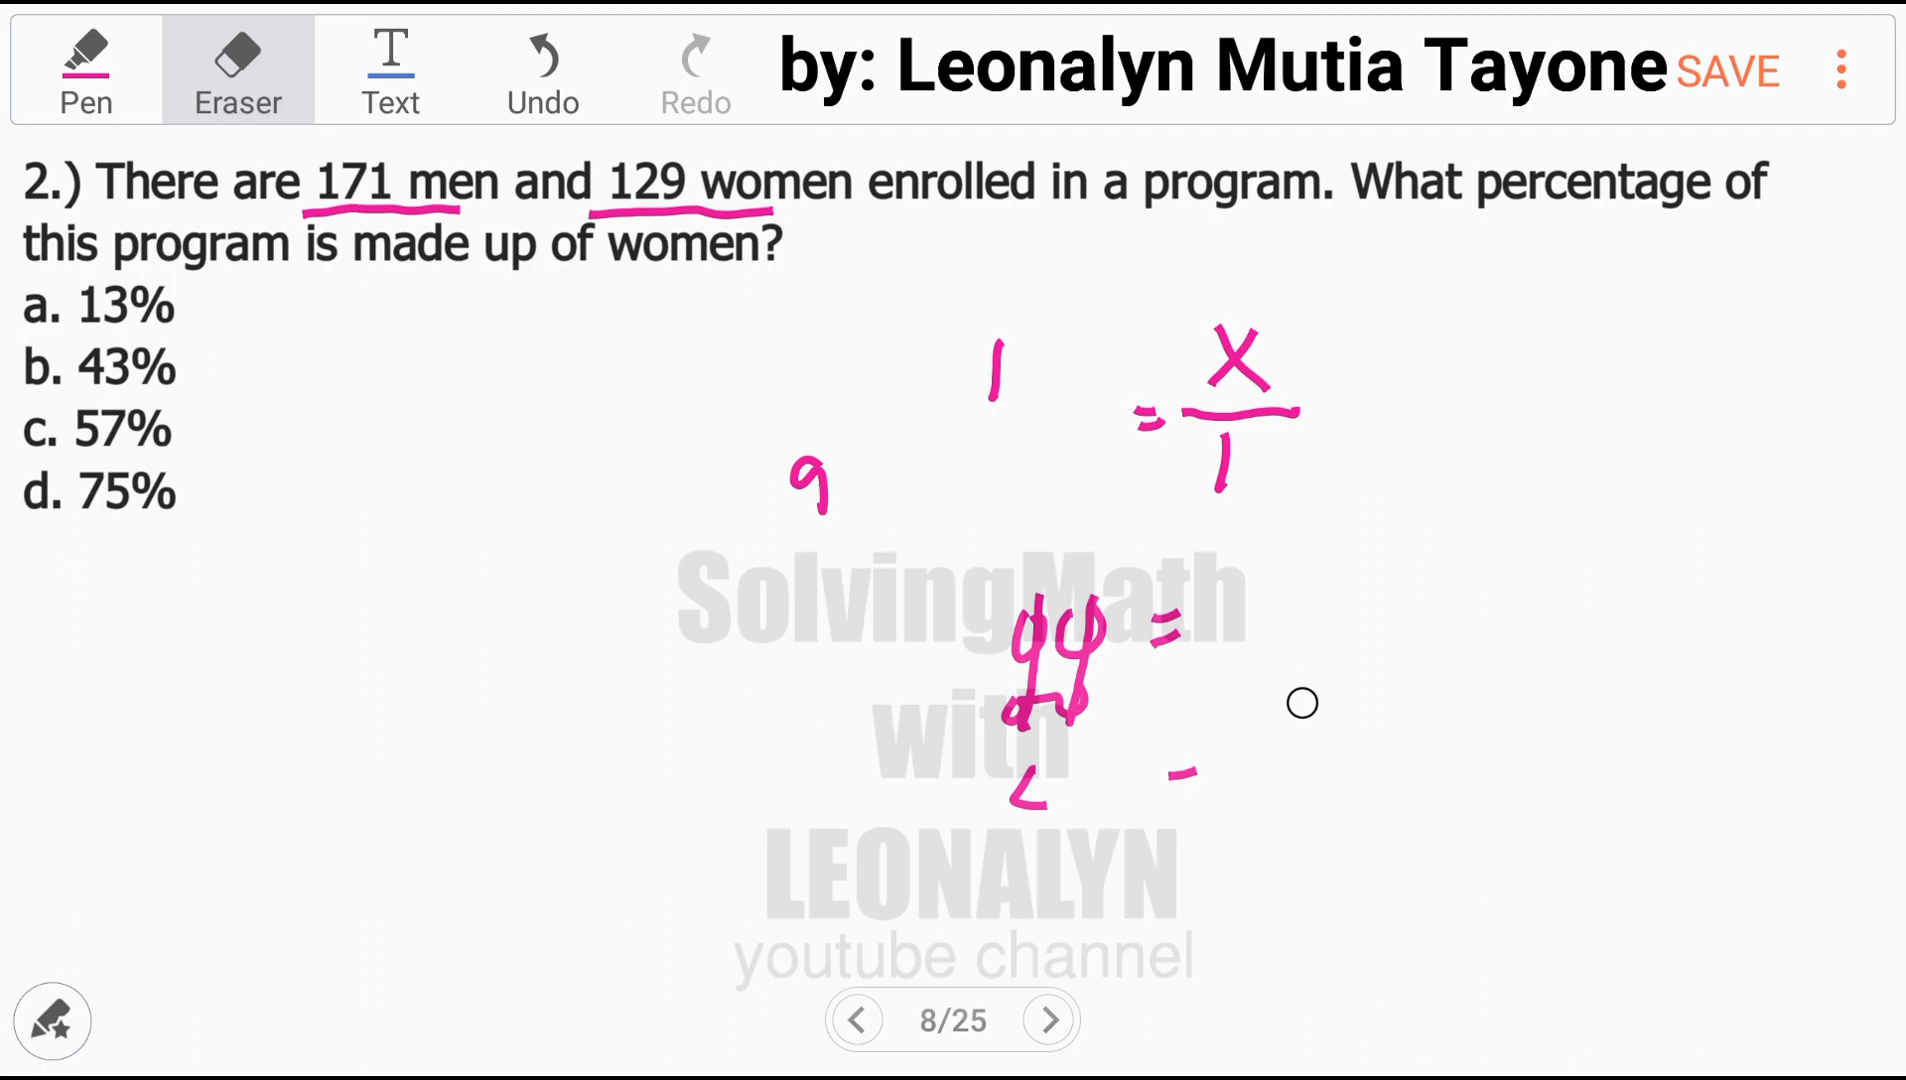 Pen Eraser Text Undo Redo by: Leonalyn Mutia Tayone SAVE
2.) There are 171 men and 129 women enrolled in a program. What percentage of
this program is made up of women?
a. 13%
b. 43%
c. 57%
d. 75%
1 = X
1
9
SolvingMath
=
with
LEONALYN
youtube channel
8/25